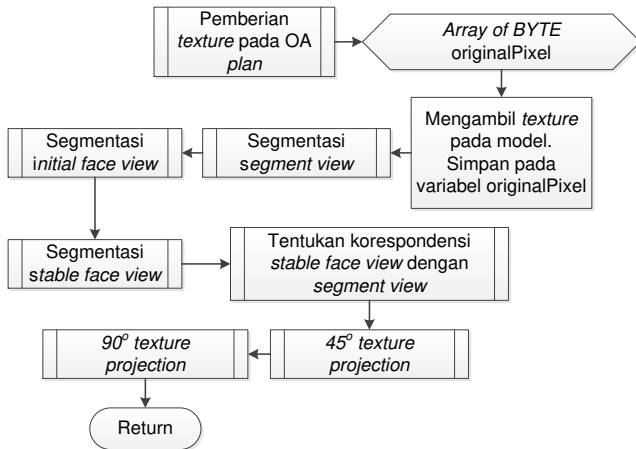 Pemberian
texture pada OA
plan
Array of BYTE
originalPixel
Mengambil texture
pada model.
Simpan pada
variabel originalPixel
Segmentasi
segment view
Segmentasi
initial face view
Segmentasi
stable face view
Tentukan korespondensi
stable face view dengan
segment view
45° texture
projection
90° texture
projection
Return